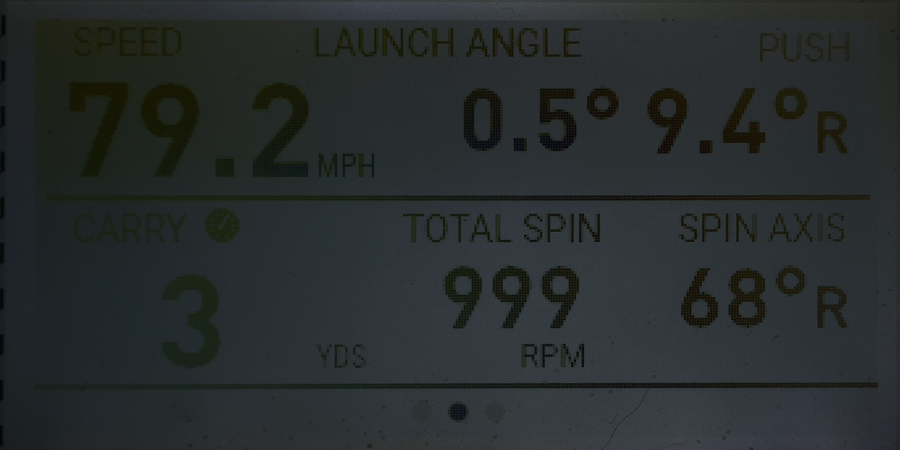 SPEED LAUNCH ANGLE PUSH
79.2 MPH 0.5° 9.4° R
CARRY TOTAL SPIN SPIN AXIS
3 YDS 999 RPM 68° R